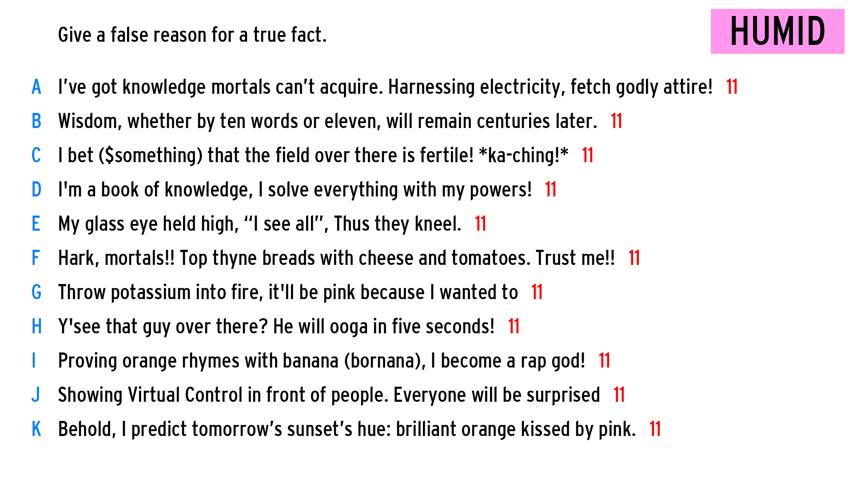 Give a false reason for a true fact.
HUMID
A I've got knowledge mortals can't acquire. Harnessing electricity, fetch godly attire! 11
B Wisdom, whether by ten words or eleven, will remain centuries later. 11
C I bet ($something) that the field over there is fertile! *ka-ching!* 11
D I'm a book of knowledge, I solve everything with my powers! 11
E My glass eye held high, “I see all”, Thus they kneel. 11
F Hark, mortals!! Top thyne breads with cheese and tomatoes. Trust me!! 11
G Throw potassium into fire, it'll be pink because I wanted to 11
H Y'see that guy over there? He will ooga in five seconds! 11
I Proving orange rhymes with banana (bornana), I become a rap god! 11
J Showing Virtual Control in front of people. Everyone will be surprised 11
K Behold, I predict tomorrow’s sunset’s hue: brilliant orange kissed by pink. 11